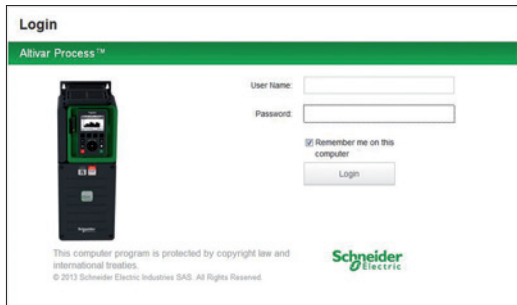 Login
Altivar Process™
User Name:
Password:
Remember me on this
computer
Login
This computer program is protected by copyright law and
international treaties.
© 2013 Schneider Electric Industries SAS. All Rights Reserved.
Schneider
Electric